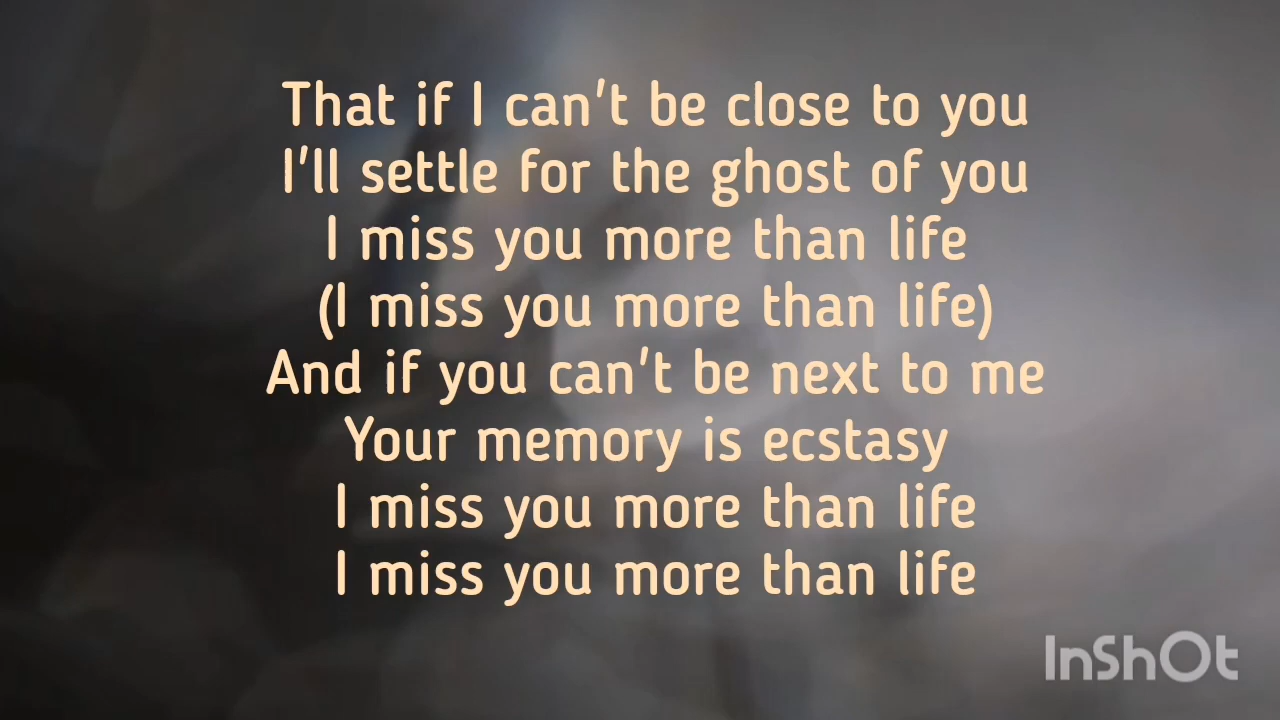 That if I can't be close to you
I'll settle for the ghost of you
I miss you more than life
(I miss you more than life)
And if you can't be next to me
Your memory is ecstasy
I miss you more than life
I miss you more than life
InShOt